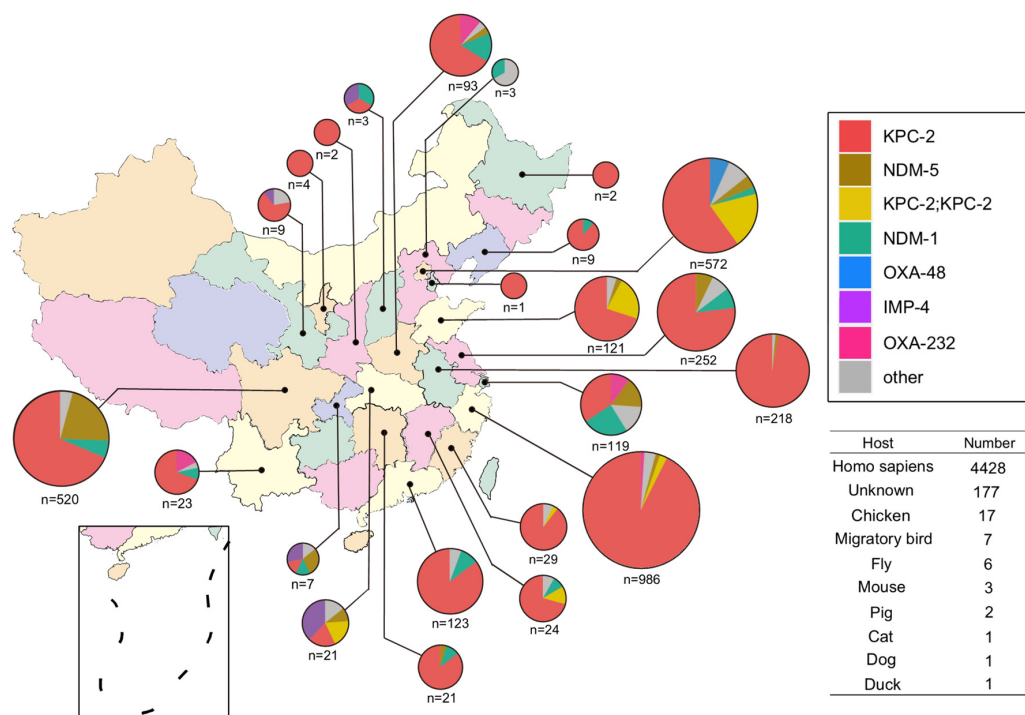 n=93
n=3
n=3
n=2
n=4
n=2
n=9
n=9
n=572
n=1
n=121
n=252
n=218
n=119
n=520
n=23
n=986
n=29
n=7
n=123
n=24
n=21
n=21
KPC-2
NDM-5
KPC-2;KPC-2
NDM-1
OXA-48
IMP-4
OXA-232
other
Host Number
Homo sapiens 4428
Unknown 177
Chicken 17
Migratory bird 7
Fly 6
Mouse 3
Pig 2
Cat 1
Dog 1
Duck 1